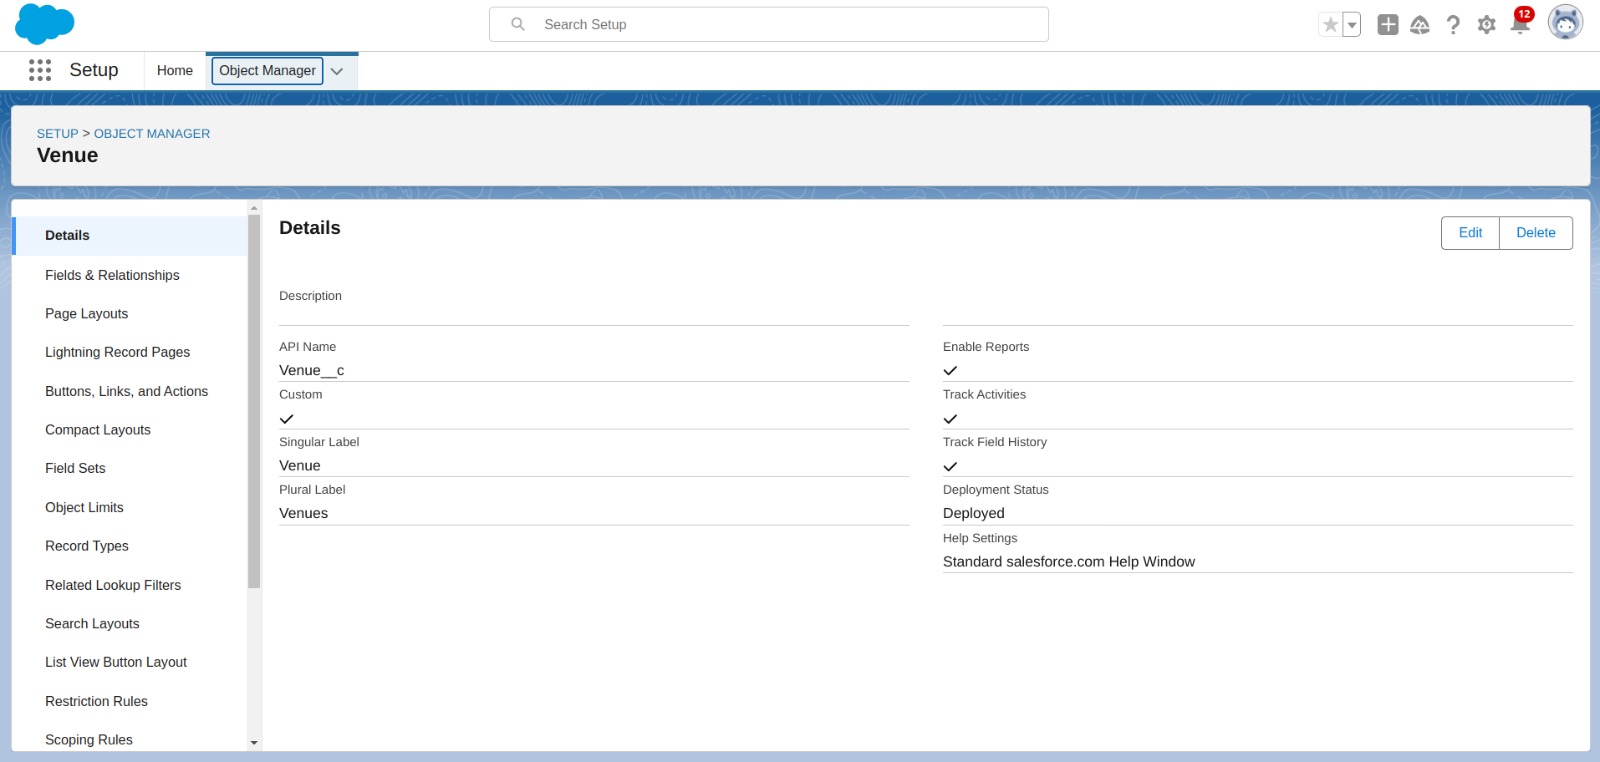 Search Setup
12
Setup
Home
Object Manager
SETUP > OBJECT MANAGER
Venue
Details
Fields & Relationships
Page Layouts
Lightning Record Pages
Buttons, Links, and Actions
Compact Layouts
Field Sets
Object Limits
Record Types
Related Lookup Filters
Search Layouts
List View Button Layout
Restriction Rules
Scoping Rules
Details
Edit
Delete
Description
API Name
Venue__c
Custom
Singular Label
Venue
Plural Label
Venues
Enable Reports
Track Activities
Track Field History
Deployment Status
Deployed
Help Settings
Standard salesforce.com Help Window